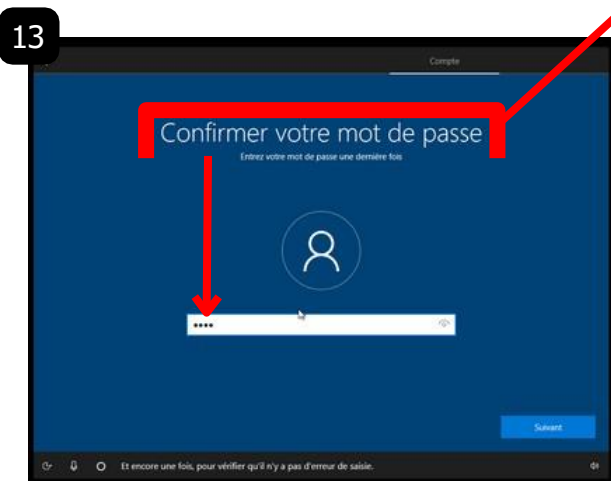 13
Compte
Confirmer votre mot de passe
Entrez votre mot de passe une dernière fois
Suivant
Et encore une fois, pour vérifier qu'il n'y a pas d'erreur de saisie.